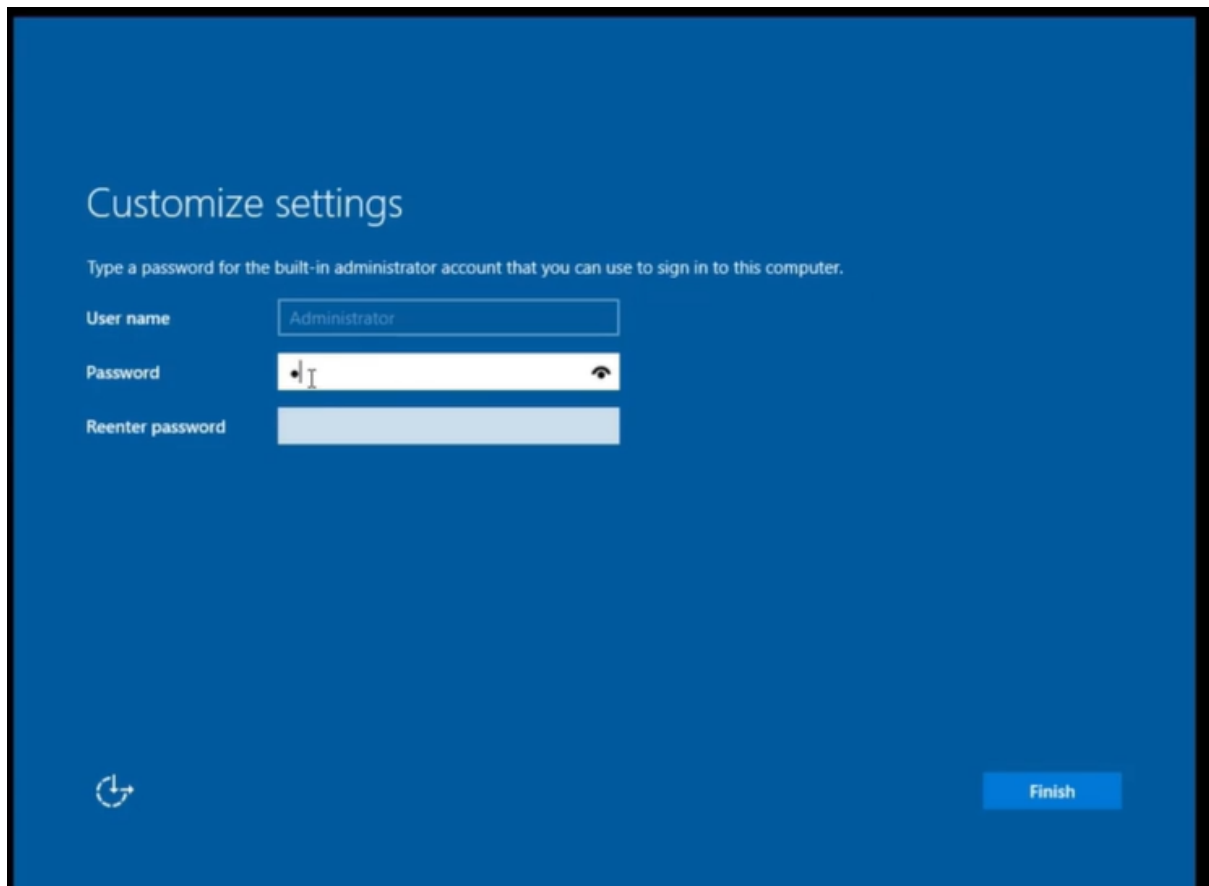 Customize settings
Type a password for the built-in administrator account that you can use to sign in to this computer.
User name Administrator
Password •
Reenter password
Finish